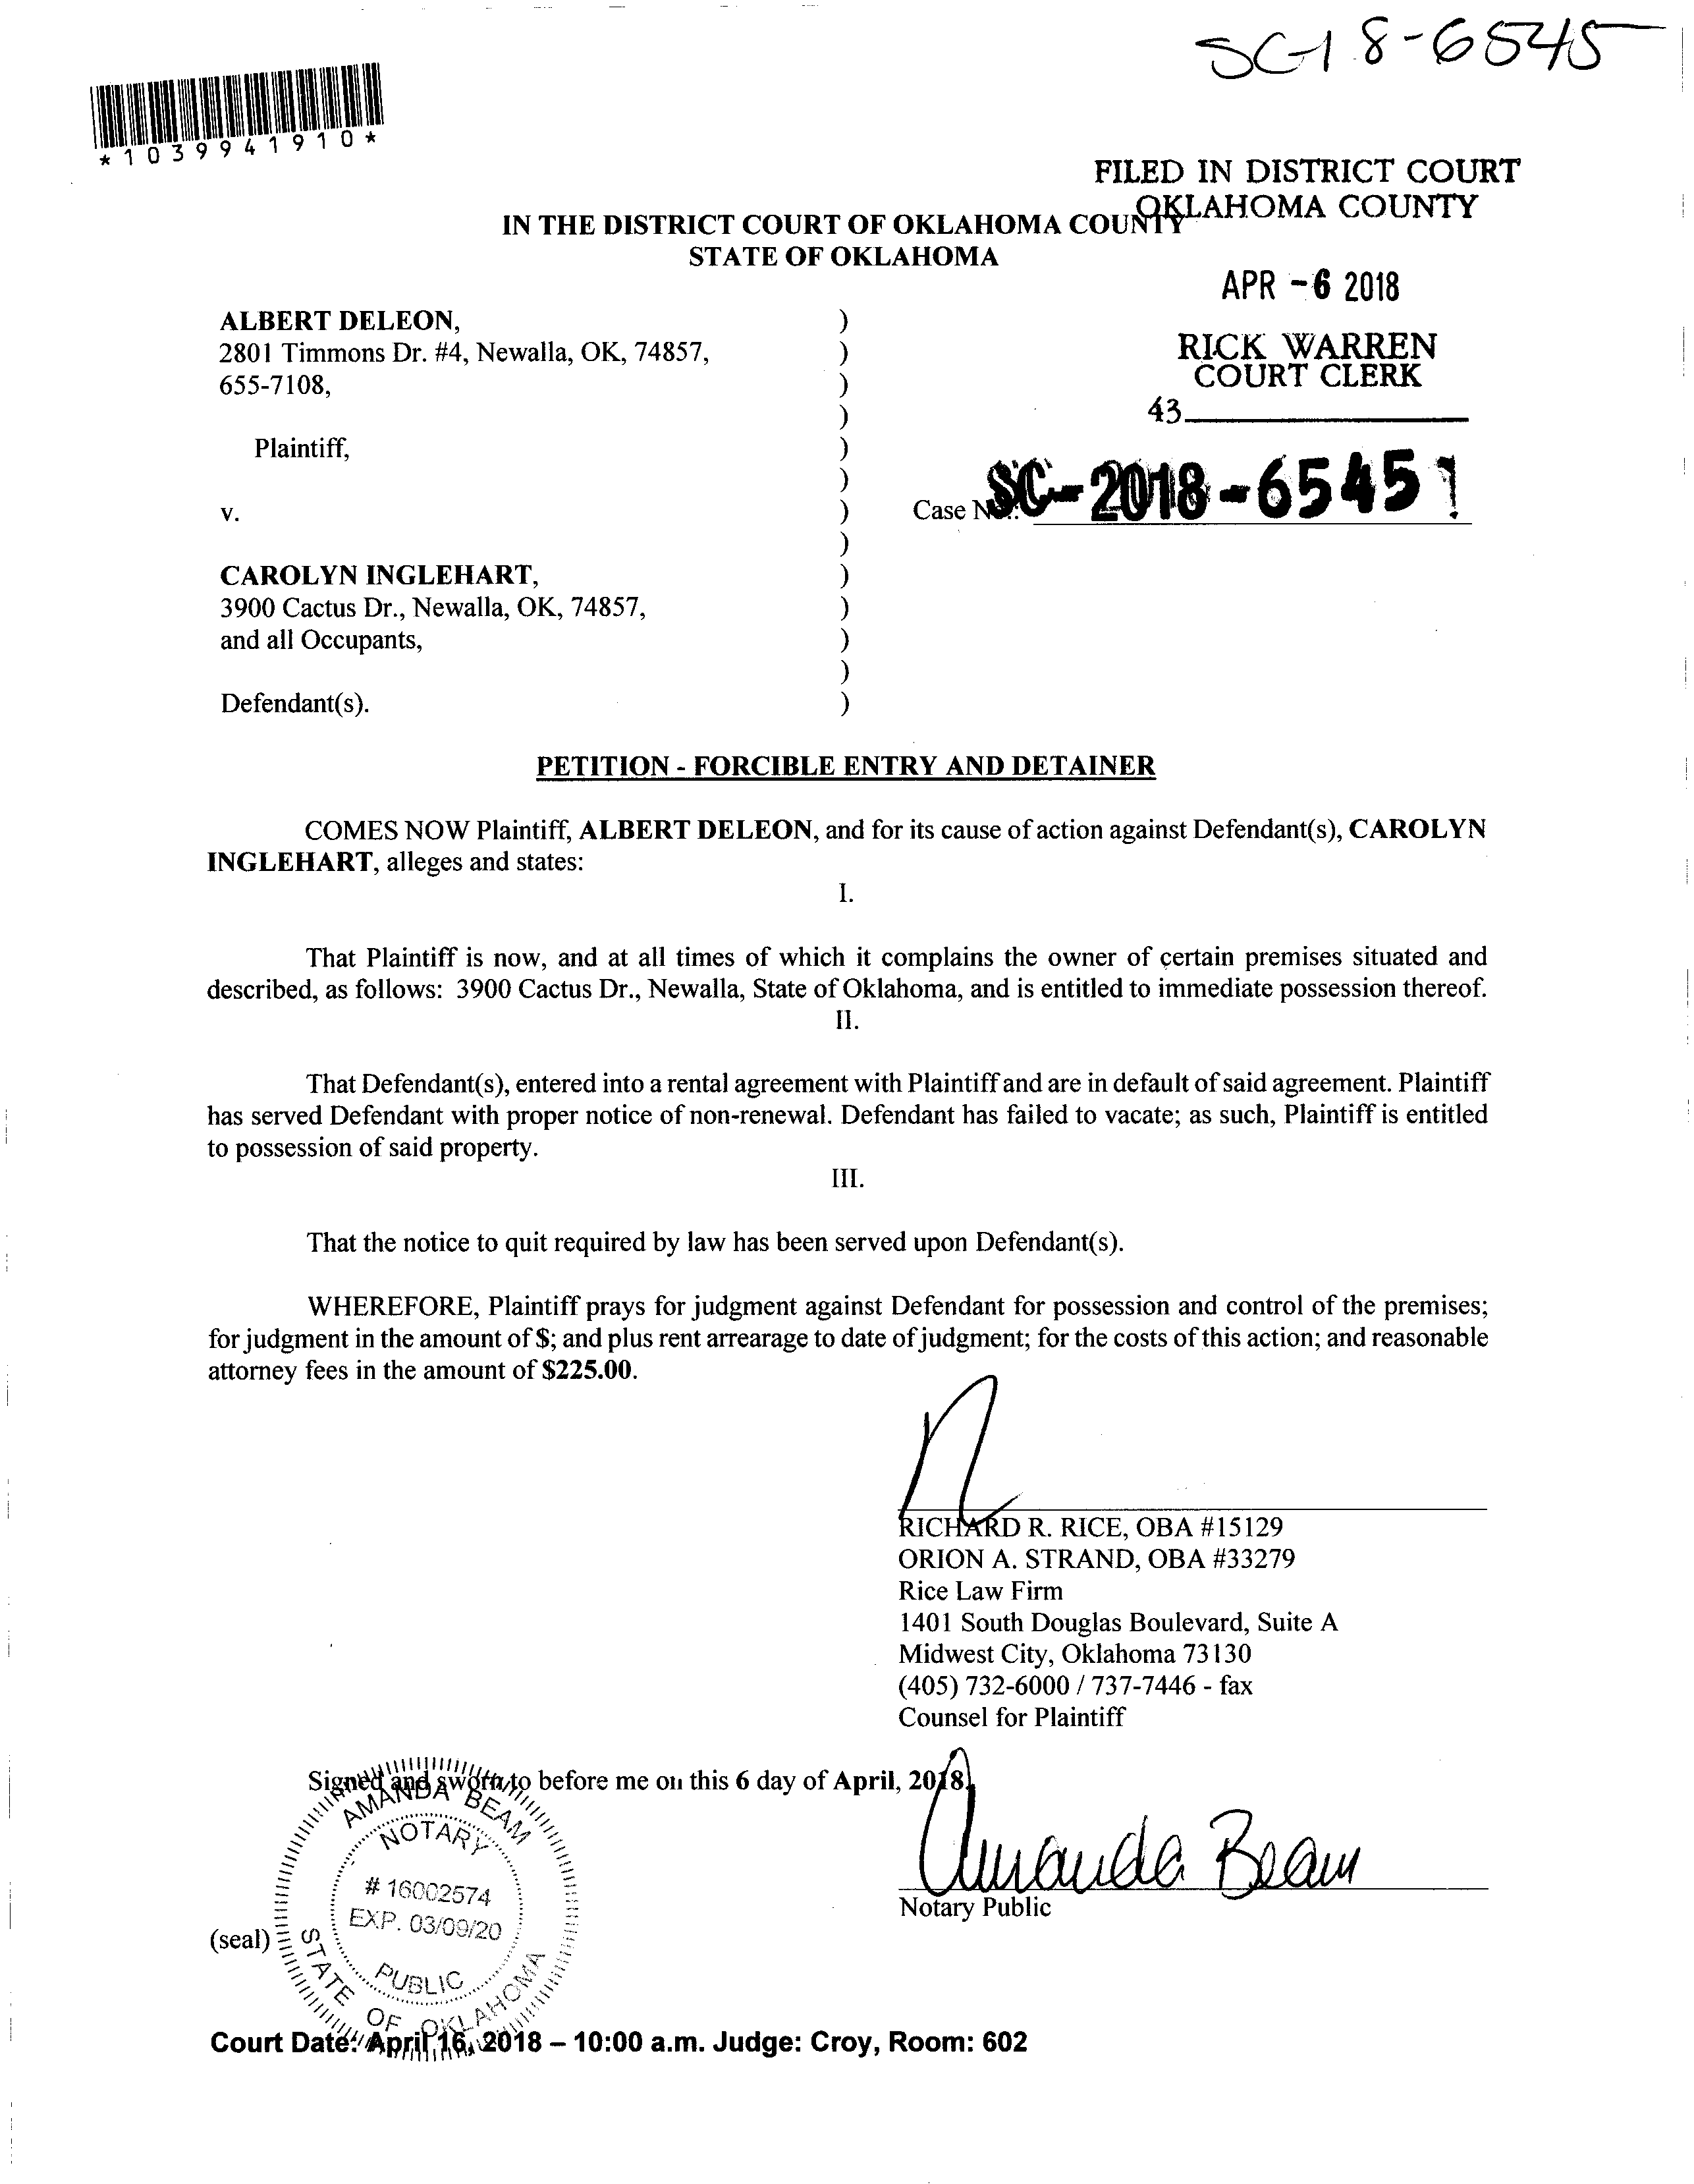 SC-18-6545
*1039941910*
FILED IN DISTRICT COURT
OKLAHOMA COUNTY
IN THE DISTRICT COURT OF OKLAHOMA COUNTY
STATE OF OKLAHOMA
APR -6 2018
RICK WARREN
COURT CLERK
43
ALBERT DELEON, )
2801 Timmons Dr. #4, Newalla, OK, 74857, )
655-7108, )
)
Plaintiff, )
)
v. ) Case No.: SC-2018-6545
)
CAROLYN INGLEHART, )
3900 Cactus Dr., Newalla, OK, 74857, )
and all Occupants, )
)
Defendant(s). )
PETITION - FORCIBLE ENTRY AND DETAINER
COMES NOW Plaintiff, ALBERT DELEON, and for its cause of action against Defendant(s), CAROLYN
INGLEHART, alleges and states:
I.
That Plaintiff is now, and at all times of which it complains the owner of certain premises situated and
described, as follows: 3900 Cactus Dr., Newalla, State of Oklahoma, and is entitled to immediate possession thereof.
II.
That Defendant(s), entered into a rental agreement with Plaintiff and are in default of said agreement. Plaintiff
has served Defendant with proper notice of non-renewal. Defendant has failed to vacate; as such, Plaintiff is entitled
to possession of said property.
III.
That the notice to quit required by law has been served upon Defendant(s).
WHEREFORE, Plaintiff prays for judgment against Defendant for possession and control of the premises;
for judgment in the amount of $; and plus rent arrearage to date of judgment; for the costs of this action; and reasonable
attorney fees in the amount of $225.00.
RICHARD R. RICE, OBA #15129
ORION A. STRAND, OBA #33279
Rice Law Firm
1401 South Douglas Boulevard, Suite A
Midwest City, Oklahoma 73130
(405) 732-6000 / 737-7446 - fax
Counsel for Plaintiff
Signed and sworn to before me on this 6 day of April, 2018.
Amanda Beam
Notary Public
AMANDA BEAM
NOTARY
# 16002574
EXP. 03/09/20
PUBLIC
STATE OF OKLAHOMA
(seal)
Court Date: April 16, 2018 – 10:00 a.m. Judge: Croy, Room: 602